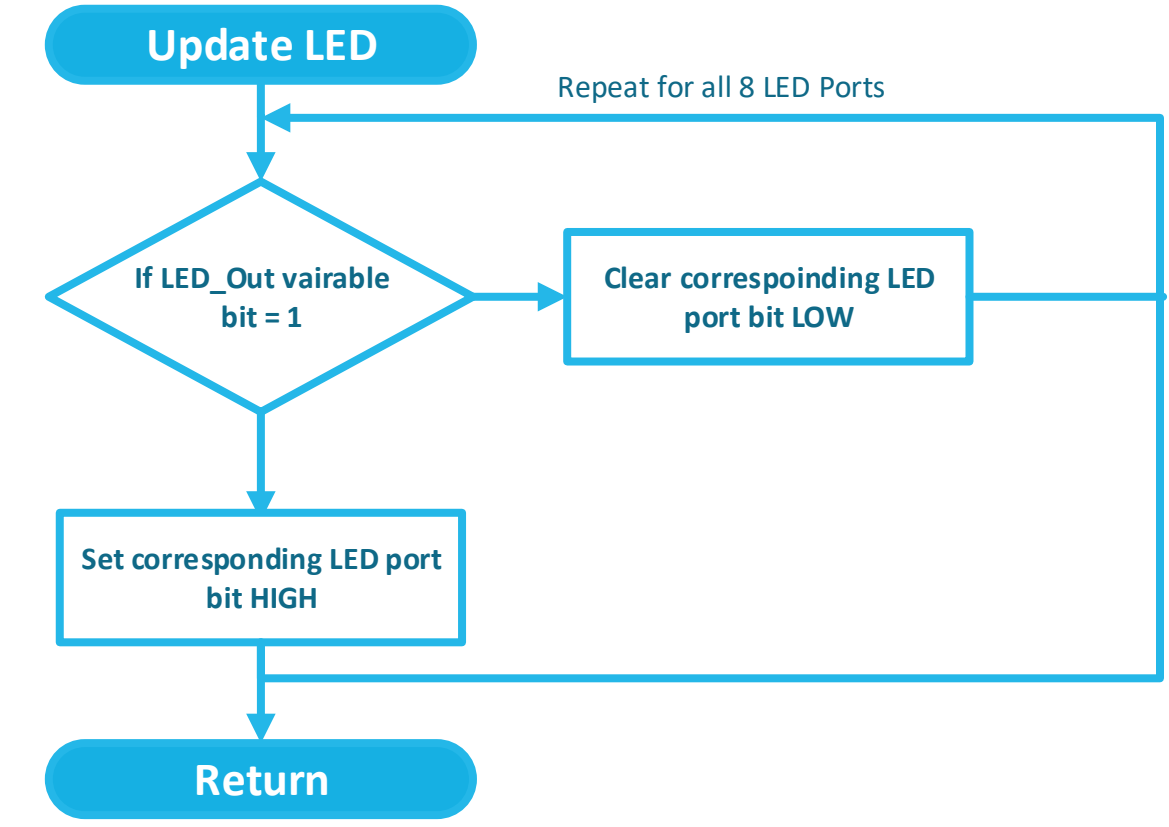 Update LED
Repeat for all 8 LED Ports
If LED_Out vairable
bit = 1
Clear correspoinding LED
port bit LOW
Set corresponding LED port
bit HIGH
Return